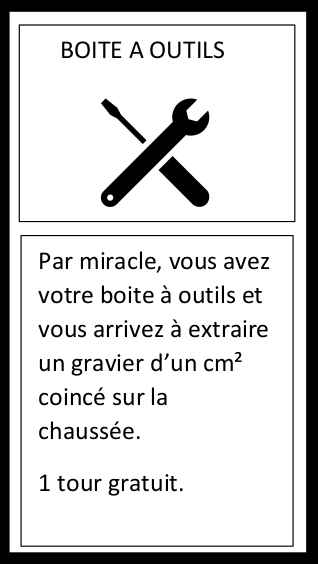 BOITE A OUTILS
Par miracle, vous avez
votre boite à outils et
vous arrivez à extraire
un gravier d’un cm²
coincé sur la
chaussée.
1 tour gratuit.